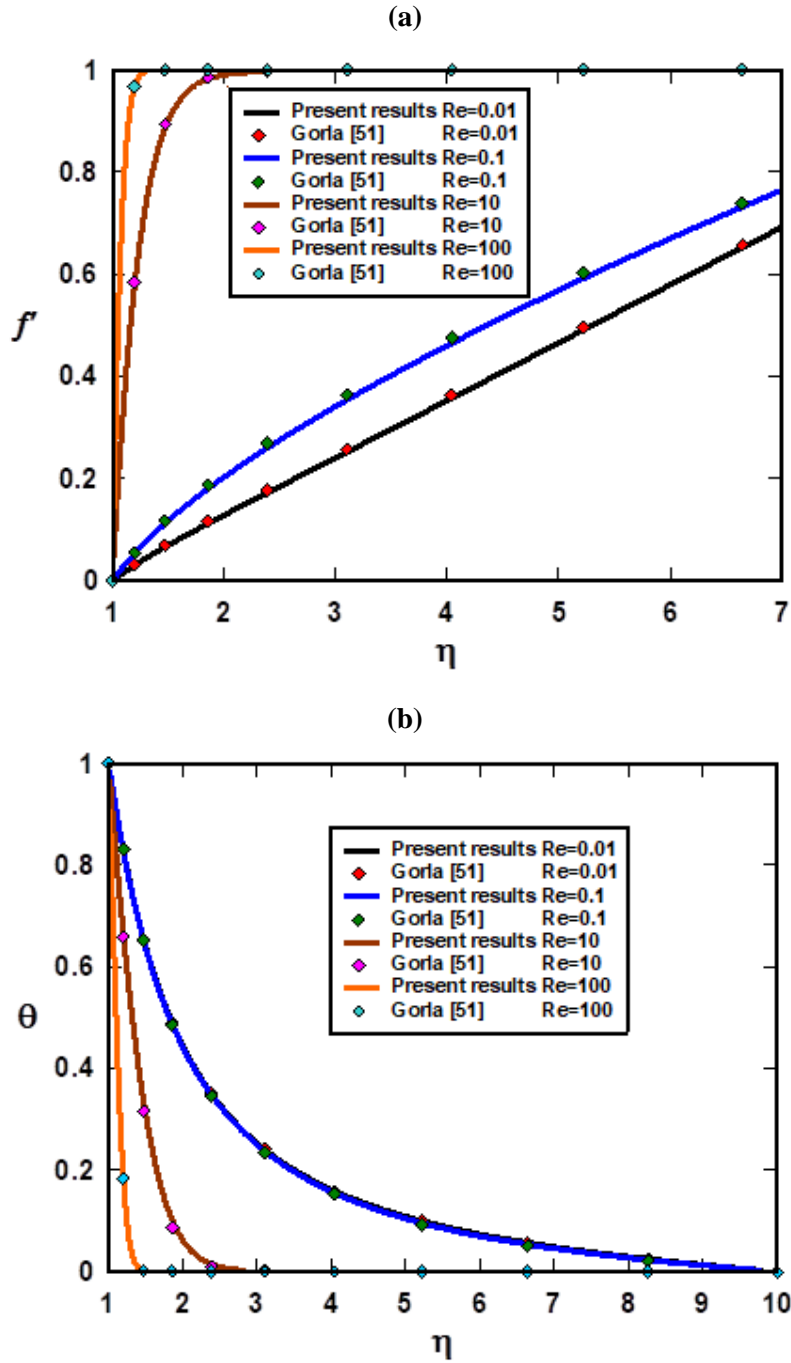 (a)
1
0.8
0.6
0.4
0.2
0
f'
Present results Re=0.01
Gorla [51] Re=0.01
Present results Re=0.1
Gorla [51] Re=0.1
Present results Re=10
Gorla [51] Re=10
Present results Re=100
Gorla [51] Re=100
1 2 3 4 5 6 7
η
(b)
1
0.8
0.6
0.4
0.2
0
θ
Present results Re=0.01
Gorla [51] Re=0.01
Present results Re=0.1
Gorla [51] Re=0.1
Present results Re=10
Gorla [51] Re=10
Present results Re=100
Gorla [51] Re=100
1 2 3 4 5 6 7 8 9 10
η